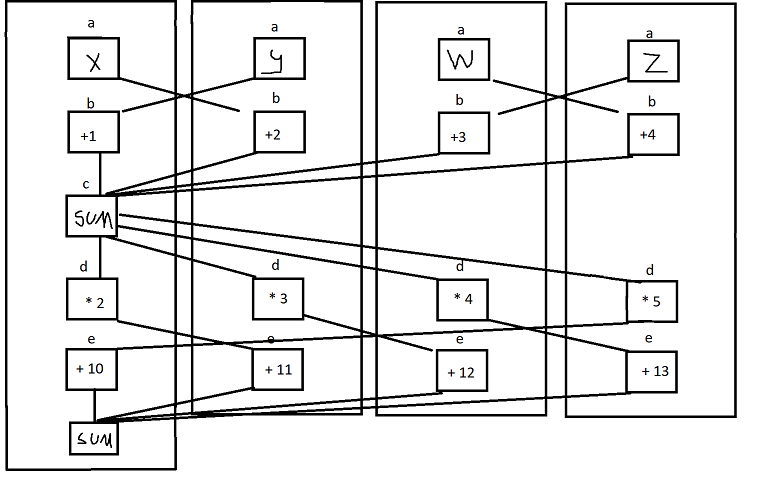 a a a a
X y W Z
b b b b
+1 +2 +3 +4
c
SUM
d d d d
* 2 * 3 * 4 * 5
e e e e
+ 10 + 11 + 12 + 13
SUM